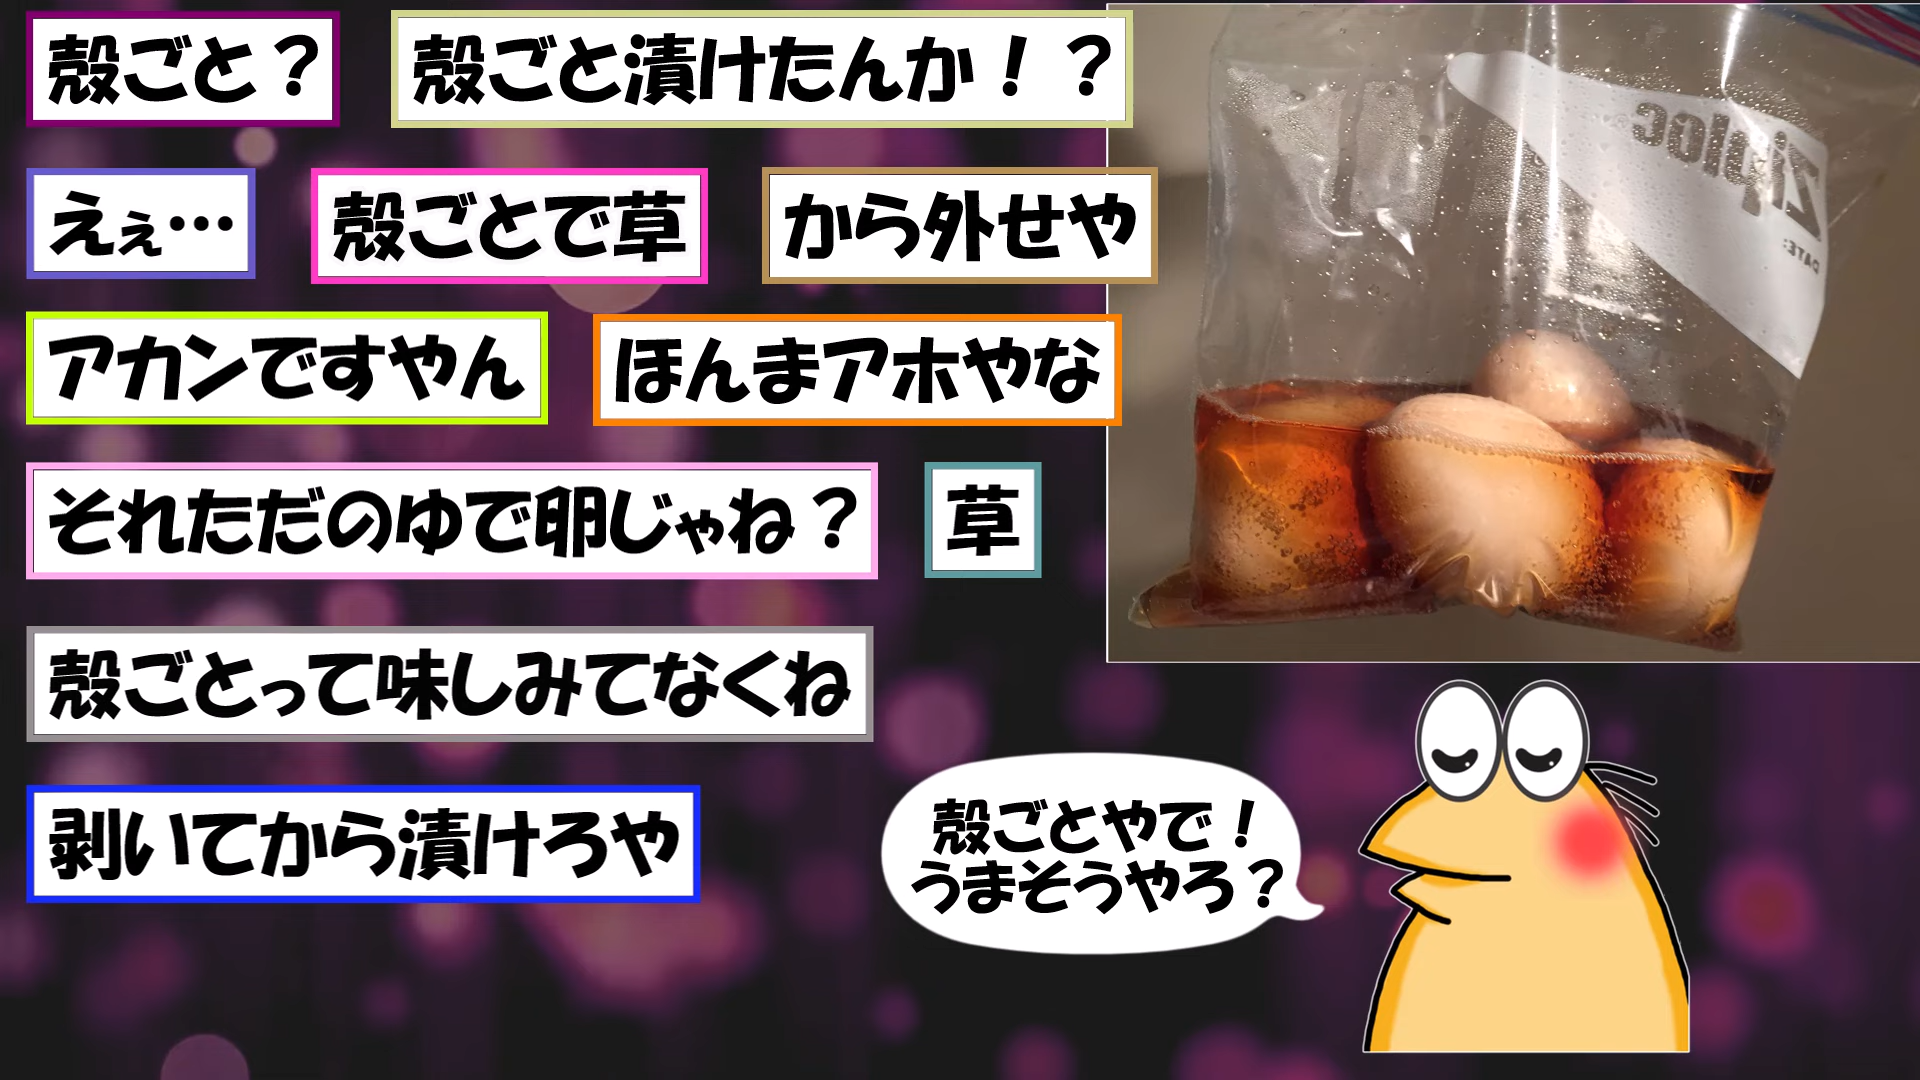 殻ごと？
殻ごと漬けたんか！？
えぇ…
殻ごとで草
から外せや
アカンですやん
ほんまアホやな
それただのゆで卵じゃね？
草
殻ごとって味しみてなくね
剥いてから漬けろや
Ziploc
DATE:
殻ごとやで！
うまそうやろ？